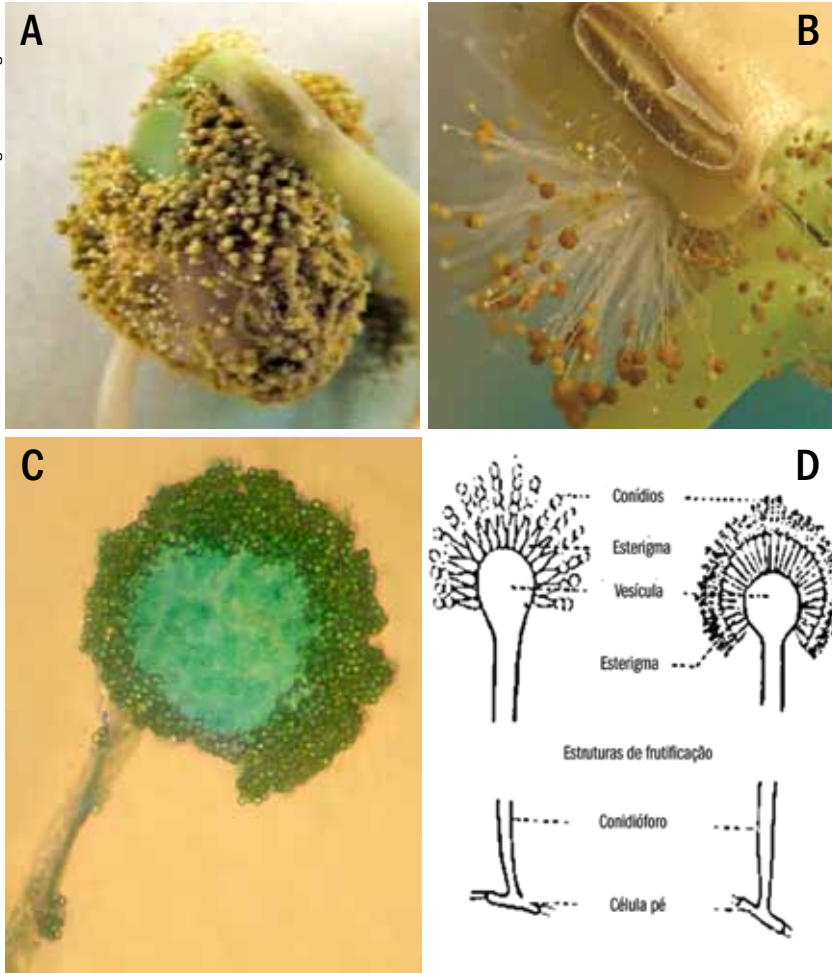 A
B
C
D
Conídios
Esterigma
Vesícula
Esterigma
Estruturas de frutificação
Conidióforo
Célula pé